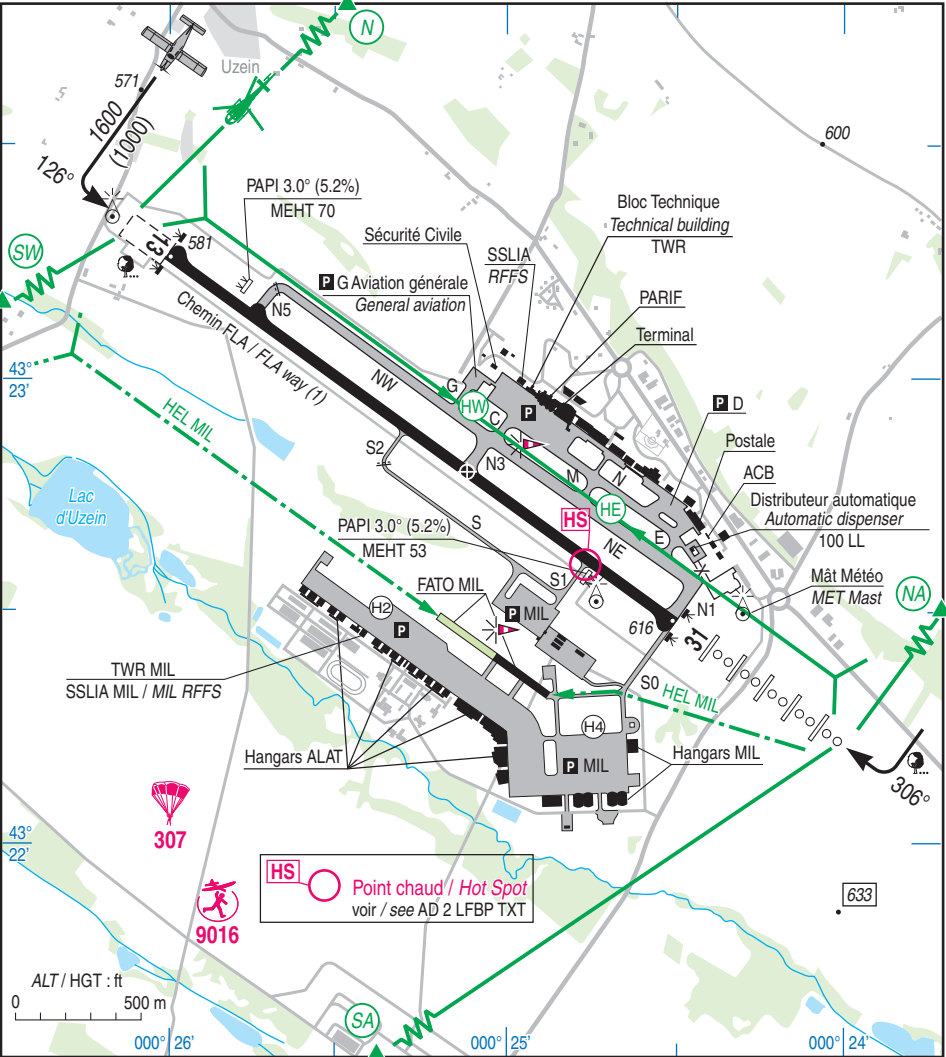 N
Uzein
571
1600
(1000)
126°
600
PAPI 3.0° (5.2%)
MEHT 70
Bloc Technique
Technical building
TWR
Sécurité Civile
SSLIA
RFFS
SW
13
581
P G Aviation générale
General aviation
PARIF
Terminal
N5
Chemin FLA / FLA way (1)
NW
43°
23'
G
HW
C
P
P D
HEL MIL
S2
N3
M
N
Postale
ACB
Lac
d'Uzein
S
HS
HE
E
Distributeur automatique
Automatic dispenser
100 LL
PAPI 3.0° (5.2%)
MEHT 53
NE
FATO MIL
S1
Mât Météo
MET Mast
NA
H2
P
P MIL
N1
616
31
TWR MIL
SSLIA MIL / MIL RFFS
S0
HEL MIL
H4
Hangars ALAT
Hangars MIL
P MIL
306°
307
43°
22'
HS
Point chaud / Hot Spot
voir / see AD 2 LFBP TXT
9016
633
ALT / HGT : ft
0 500 m
SA
000° 26'
000° 25'
000° 24'